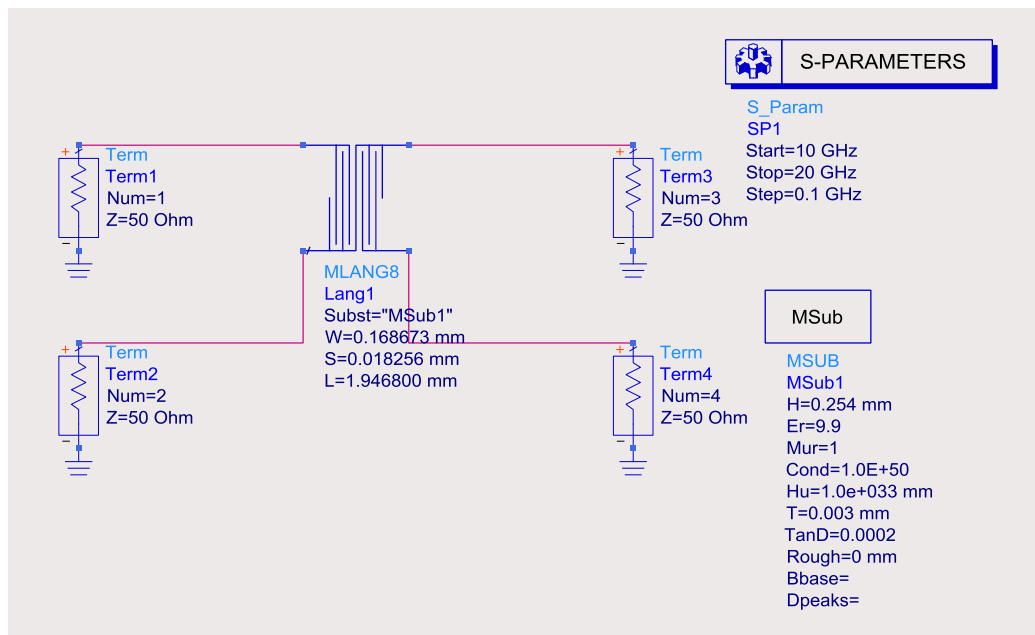 S-PARAMETERS
S_Param
SP1
Start=10 GHz
Stop=20 GHz
Step=0.1 GHz
+
Term
Term1
Num=1
Z=50 Ohm
−
+
Term
Term3
Num=3
Z=50 Ohm
−
MLANG8
Lang1
Subst="MSub1"
W=0.168673 mm
S=0.018256 mm
L=1.946800 mm
+
Term
Term2
Num=2
Z=50 Ohm
−
+
Term
Term4
Num=4
Z=50 Ohm
−
MSub
MSUB
MSub1
H=0.254 mm
Er=9.9
Mur=1
Cond=1.0E+50
Hu=1.0e+033 mm
T=0.003 mm
TanD=0.0002
Rough=0 mm
Bbase=
Dpeaks=